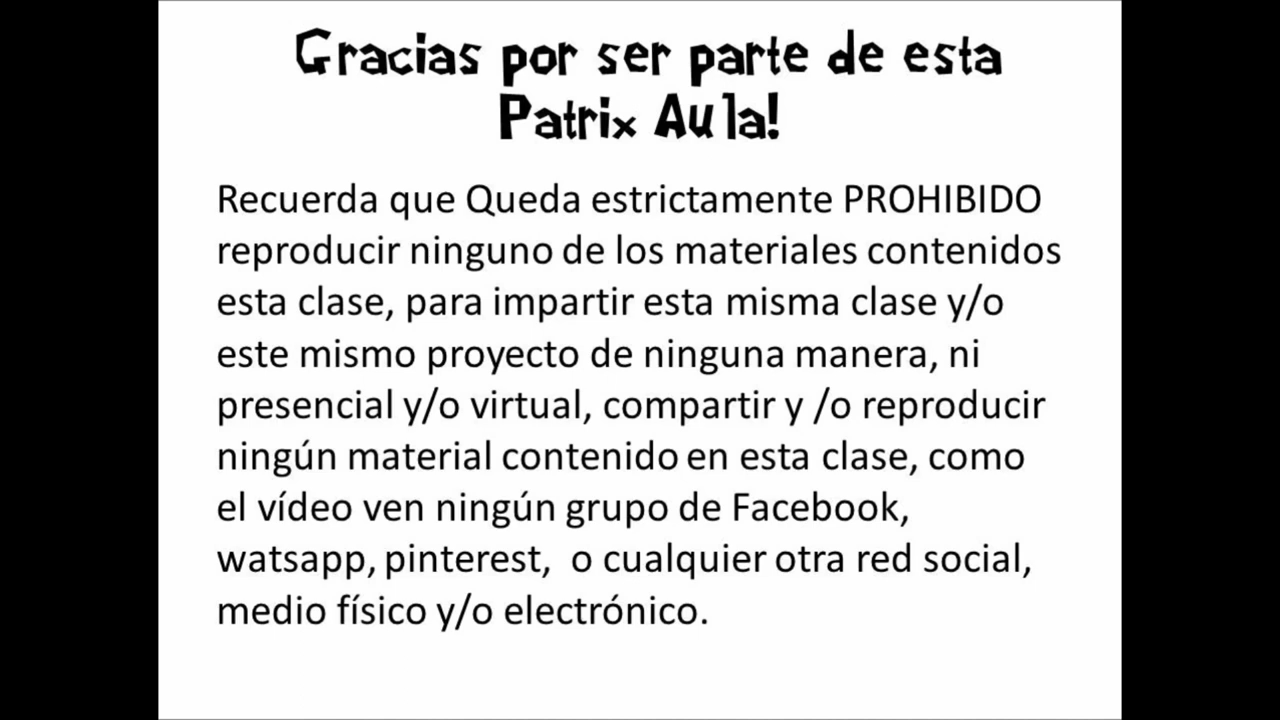 Gracias por ser parte de esta
Patrix Aula!
Recuerda que Queda estrictamente PROHIBIDO
reproducir ninguno de los materiales contenidos
esta clase, para impartir esta misma clase y/o
este mismo proyecto de ninguna manera, ni
presencial y/o virtual, compartir y /o reproducir
ningún material contenido en esta clase, como
el vídeo ven ningún grupo de Facebook,
watsapp, pinterest,  o cualquier otra red social,
medio físico y/o electrónico.